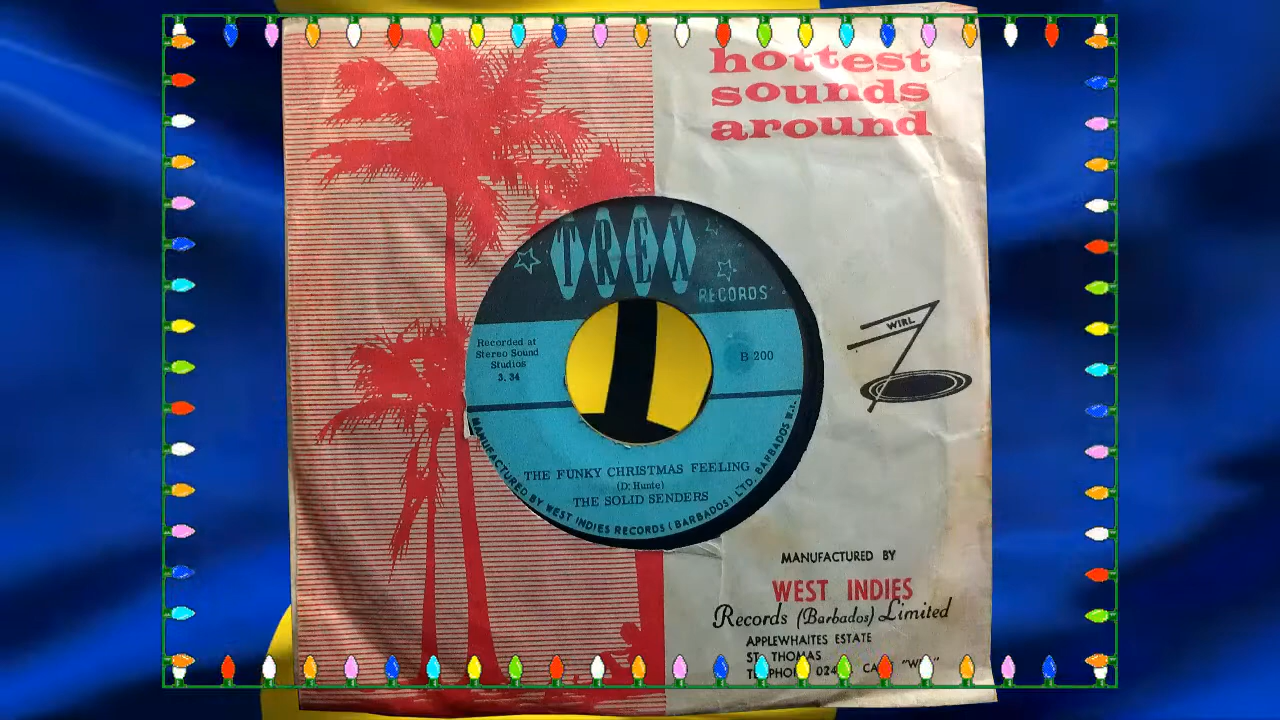 hottest
sounds
around
TREX
RECORDS
Recorded at
Stereo Sound
Studios
3. 34
B 200
THE FUNKY CHRISTMAS FEELING
(D. Hunte)
THE SOLID SENDERS
MANUFACTURED BY WEST INDIES RECORDS (BARBADOS) LTD. BARBADOS W.I.
WIRL
MANUFACTURED BY
WEST INDIES
Records (Barbados) Limited
APPLEWHAITES ESTATE
ST. THOMAS